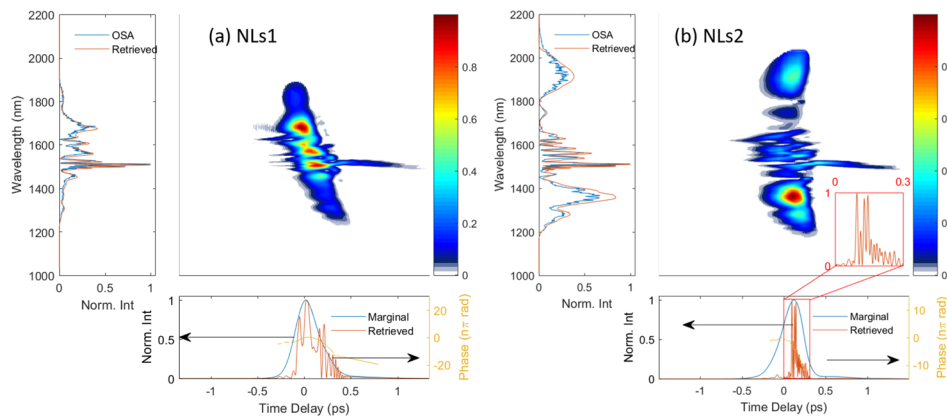 (a) NLs1
OSA
Retrieved
2200
2000
1800
1600
1400
1200
1000
Wavelength (nm)
0
0.5
1
Norm. Int
0.8
0.6
0.4
0.2
0
Marginal
Retrieved
1
0.5
0
Norm. Int
20
0
-20
Phase (nπ rad)
-1
-0.5
0
0.5
1
Time Delay (ps)
(b) NLs2
OSA
Retrieved
2200
2000
1800
1600
1400
1200
1000
Wavelength (nm)
0
0.5
1
Norm. Int
0
0.3
1
0
Marginal
Retrieved
1
0.5
0
Norm. Int
10
0
-10
Phase (nπ rad)
-1
-0.5
0
0.5
1
Time Delay (ps)